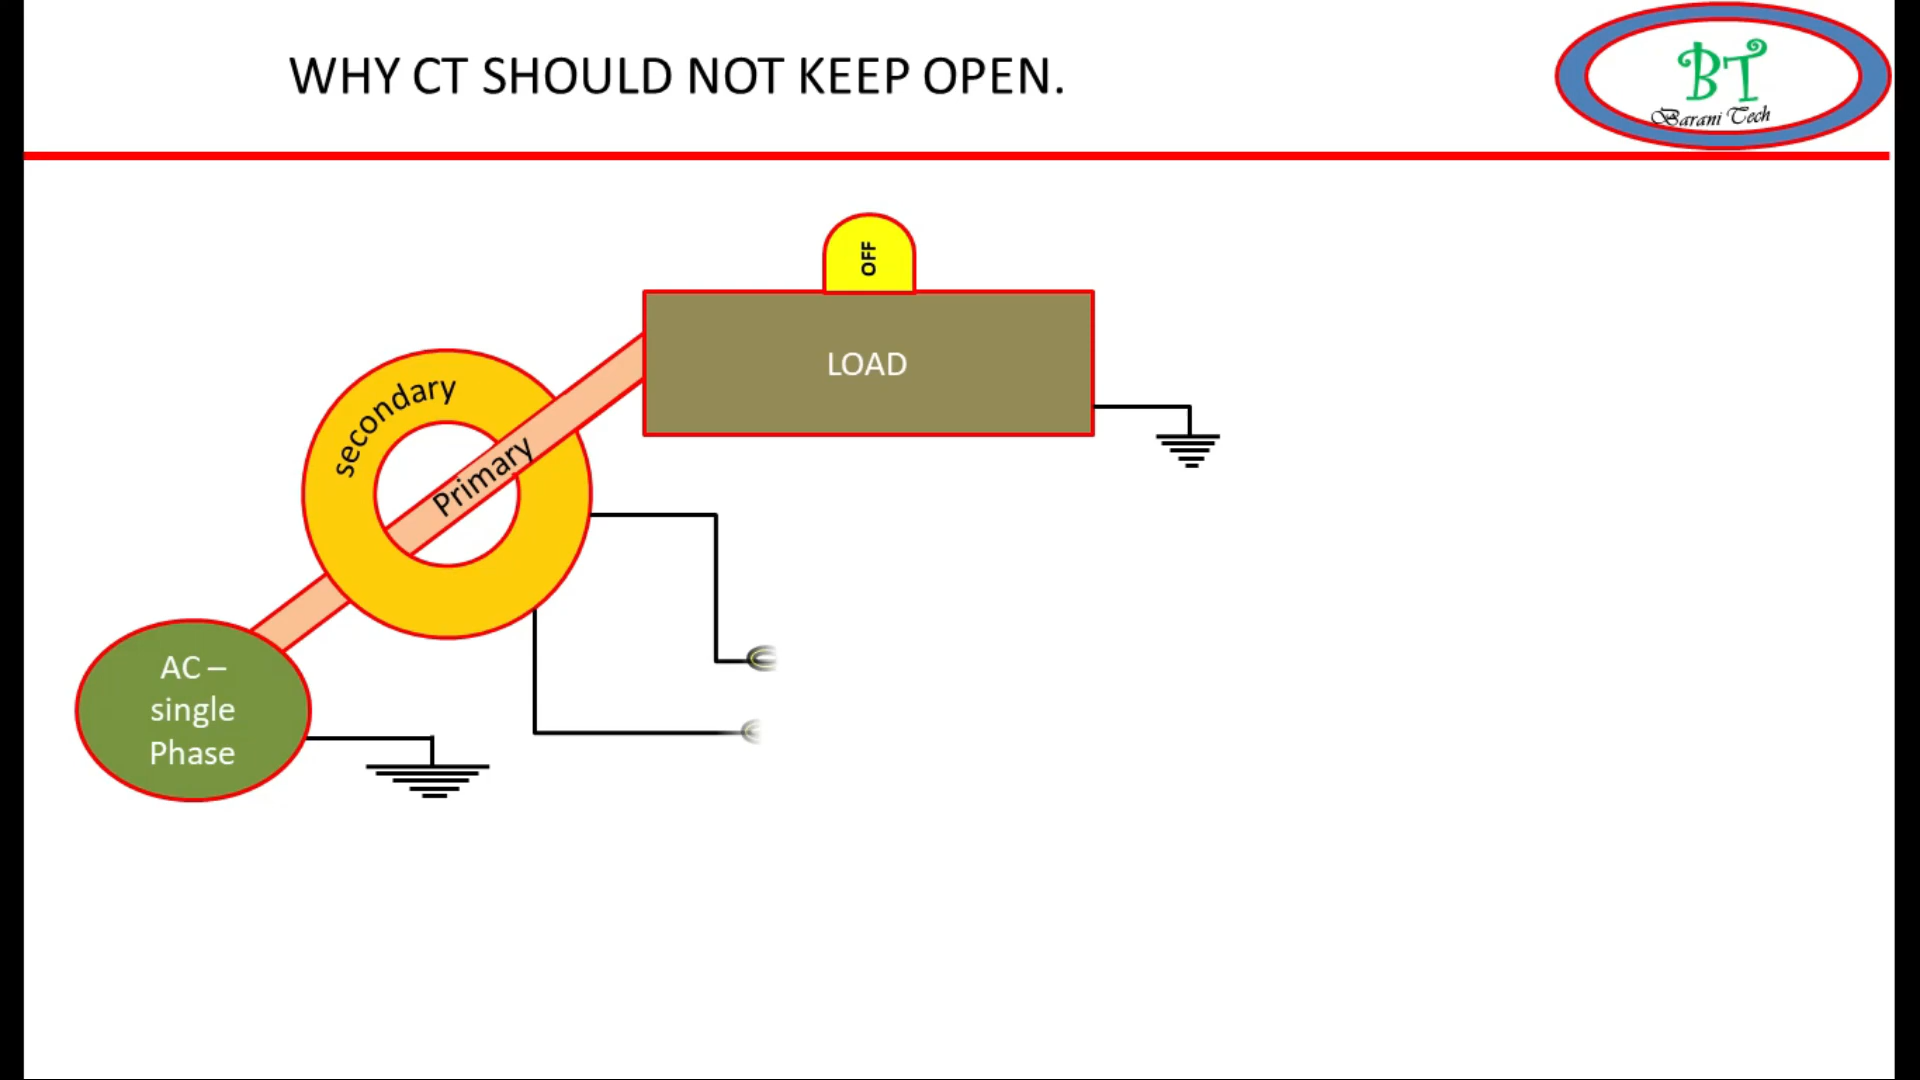 WHY CT SHOULD NOT KEEP OPEN.
BT
Barani Tech
OFF
LOAD
secondary
Primary
AC –
single
Phase